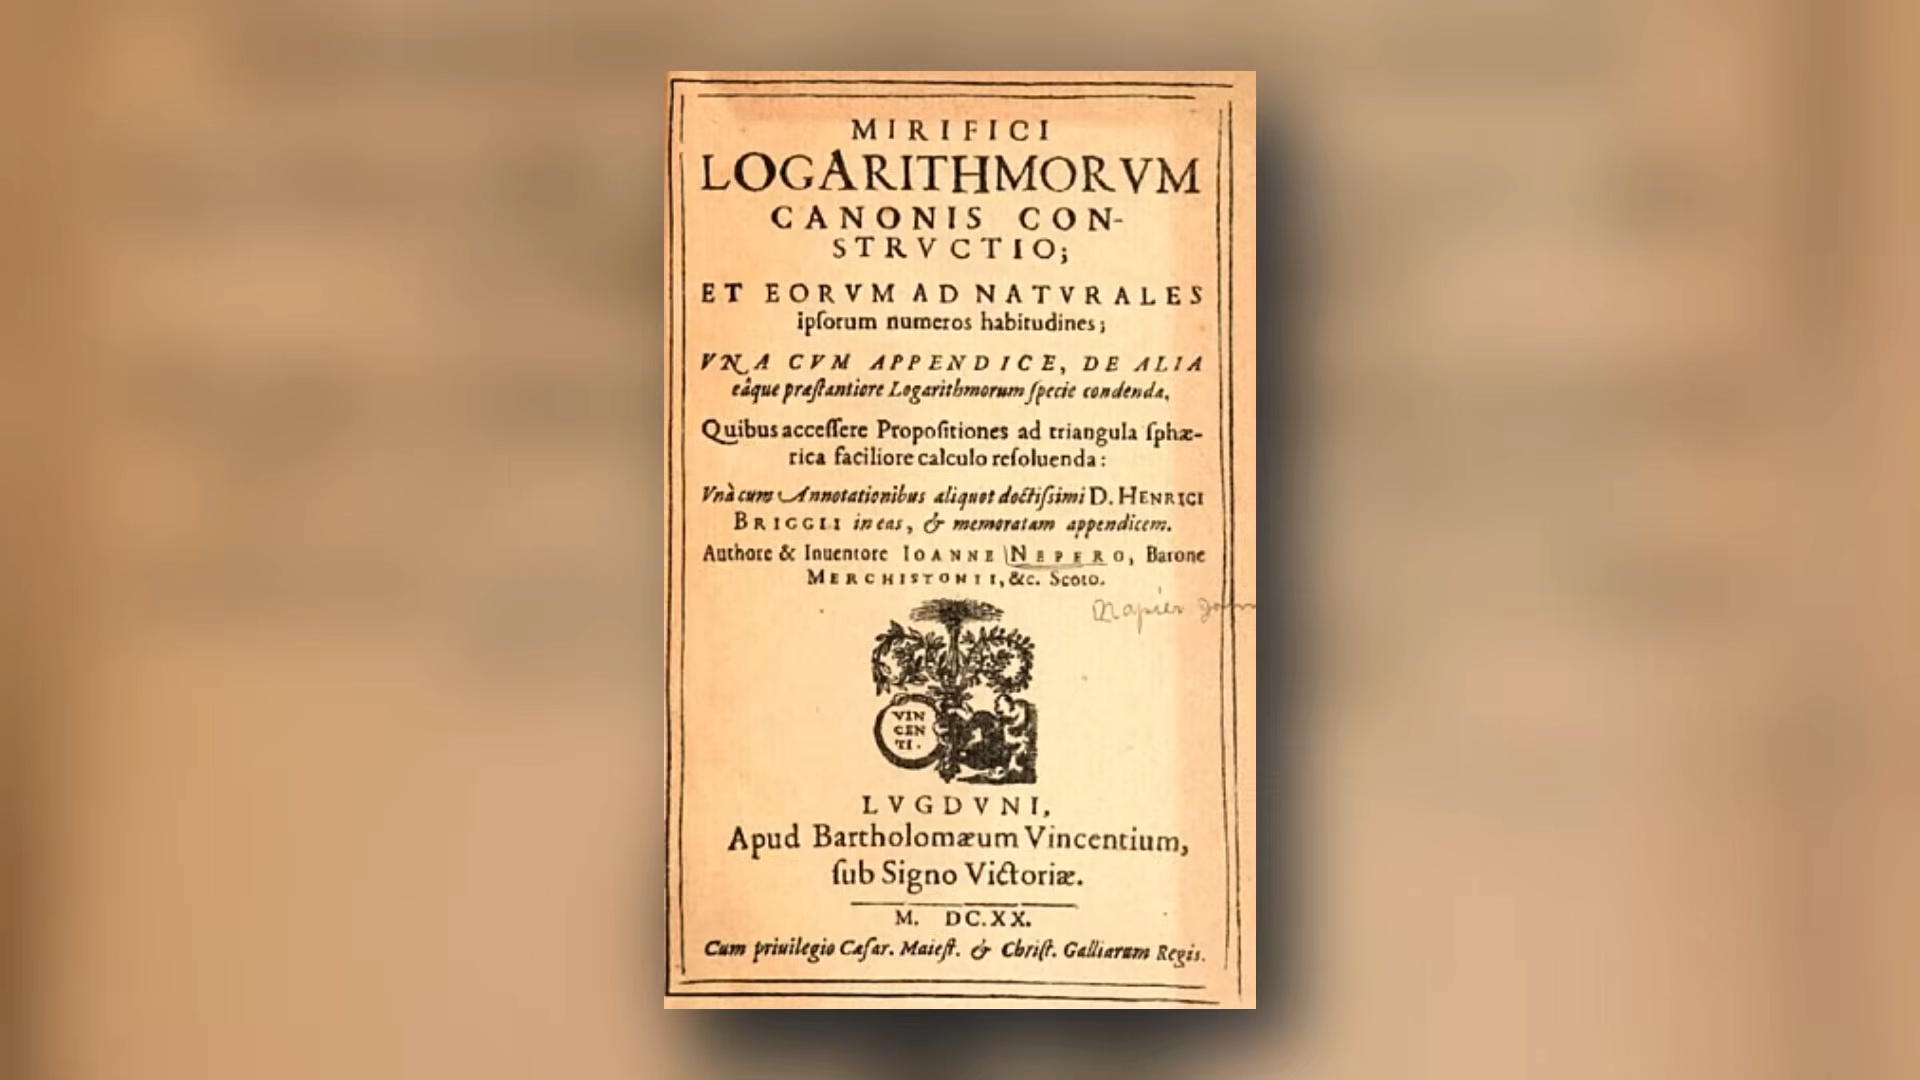 MIRIFICI
LOGARITHMORVM
CANONIS CON-
STRVCTIO;
ET EORVM AD NATVRALES
ipſorum numeros habitudines;
VNA CVM APPENDICE, DE ALIA
eâque præſtantiore Logarithmorum ſpecie condenda,
Quibus acceſſere Propoſitiones ad triangula ſphæ-
rica faciliore calculo reſoluenda:
Vnà cum Annotationibus aliquot doctiſsimi D. HENRICI
BRIGGII in eas, & memoratam appendicem.
Authore & Inuentore IOANNE NEPERO, Barone
MERCHISTONII, &c. Scoto.
Napier John
VIN
CEN
TI.
LVGDVNI,
Apud Bartholomæum Vincentium,
ſub Signo Victoriæ.
M. DC.XX.
Cum priuilegio Cæſar. Maieſt. & Chriſt. Galliarum Regis.